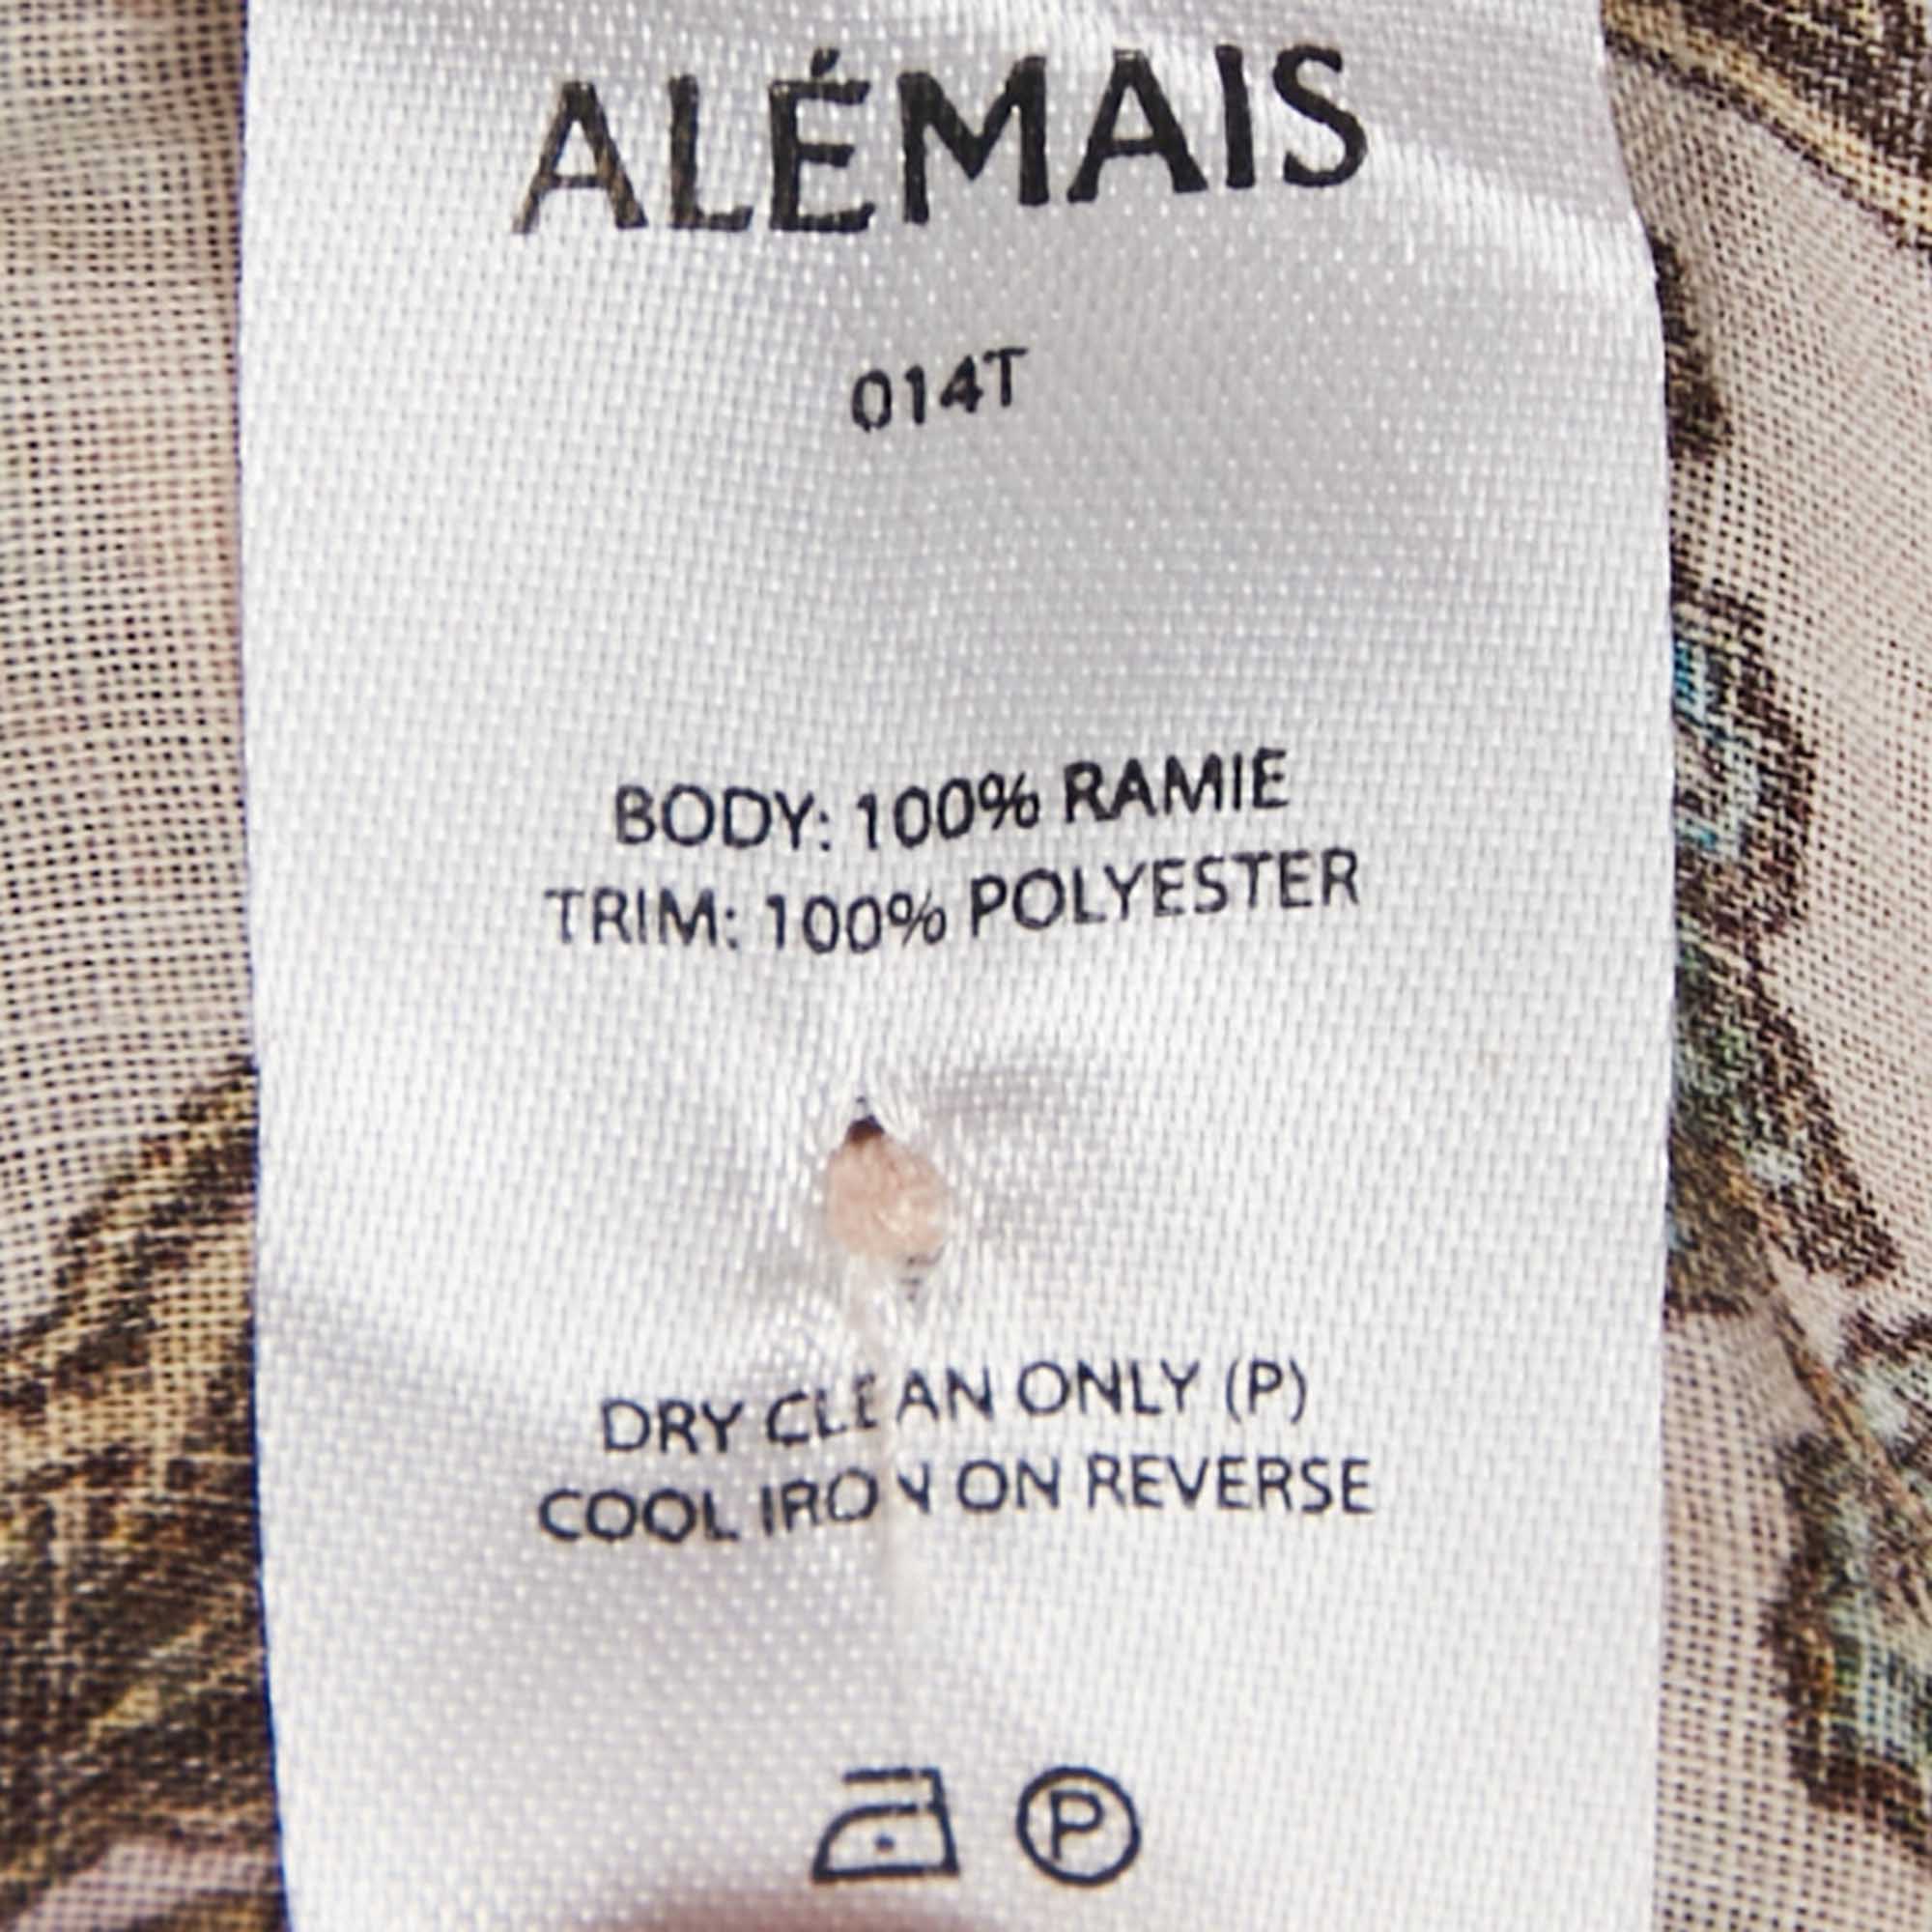 ALÉMAIS
014T
BODY: 100% RAMIE
TRIM: 100% POLYESTER
DRY CLEAN ONLY (P)
COOL IRON ON REVERSE
P